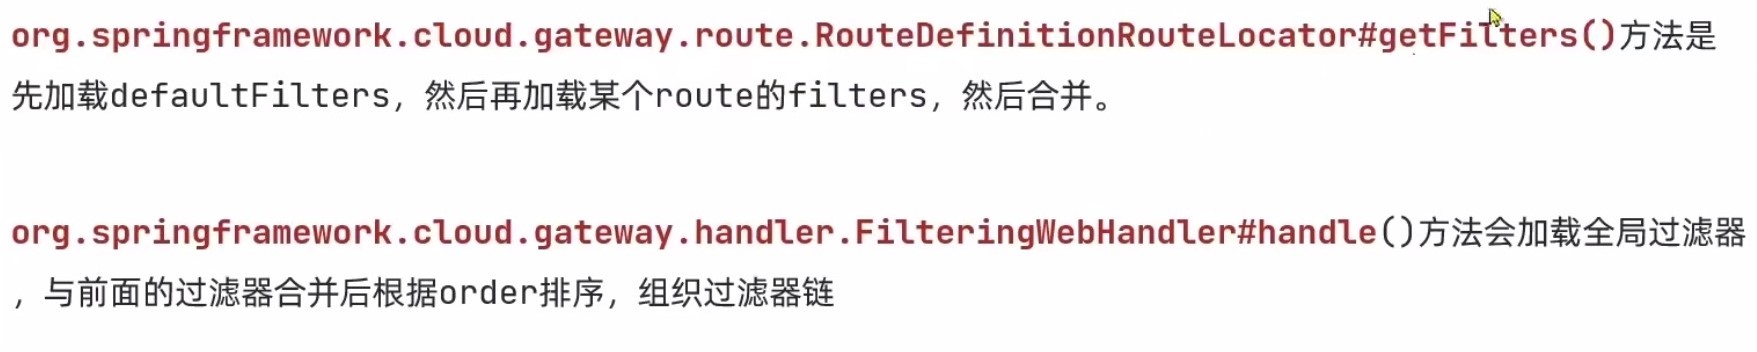 org.springframework.cloud.gateway.route.RouteDefinitionRouteLocator#getFilters()方法是
先加载defaultFilters，然后再加载某个route的filters，然后合并。
org.springframework.cloud.gateway.handler.FilteringWebHandler#handle()方法会加载全局过滤器
，与前面的过滤器合并后根据order排序，组织过滤器链